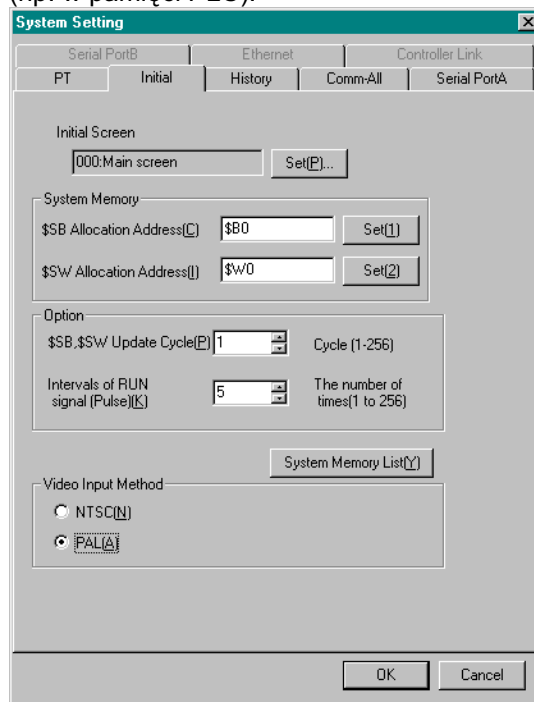 (np. w pamięci PLC).
System Setting
Serial PortB Ethernet Controller Link
PT Initial History Comm-All Serial PortA
Initial Screen
000:Main screen Set(P)...
System Memory
$SB Allocation Address(C) $B0 Set(1)
$SW Allocation Address(I) $W0 Set(2)
Option
$SB,$SW Update Cycle(P) 1 Cycle (1-256)
Intervals of RUN The number of
signal (Pulse)(K) 5 times(1 to 256)
System Memory List(Y)
Video Input Method
NTSC(N)
PAL(A)
OK Cancel